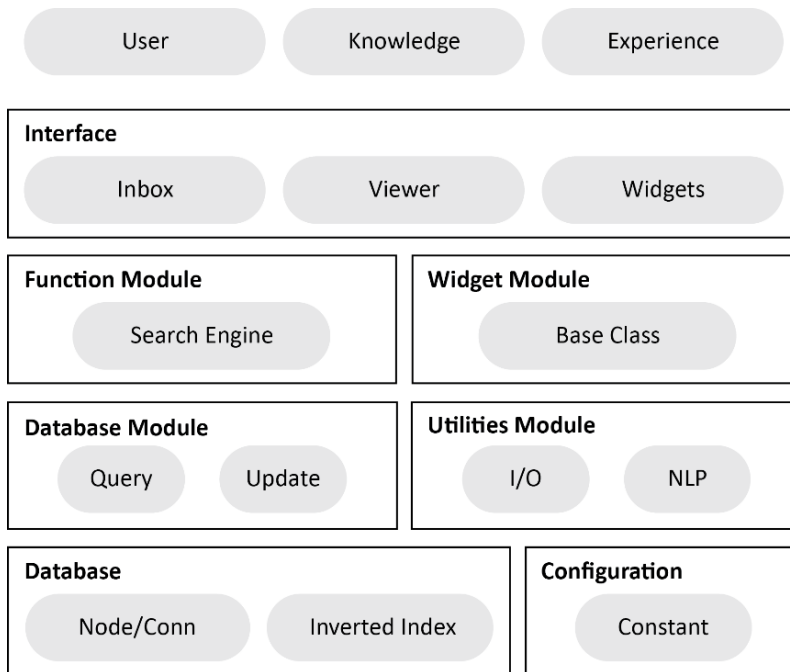 User
Knowledge
Experience
Interface
Inbox
Viewer
Widgets
Function Module
Search Engine
Widget Module
Base Class
Database Module
Query
Update
Utilities Module
I/O
NLP
Database
Node/Conn
Inverted Index
Configuration
Constant